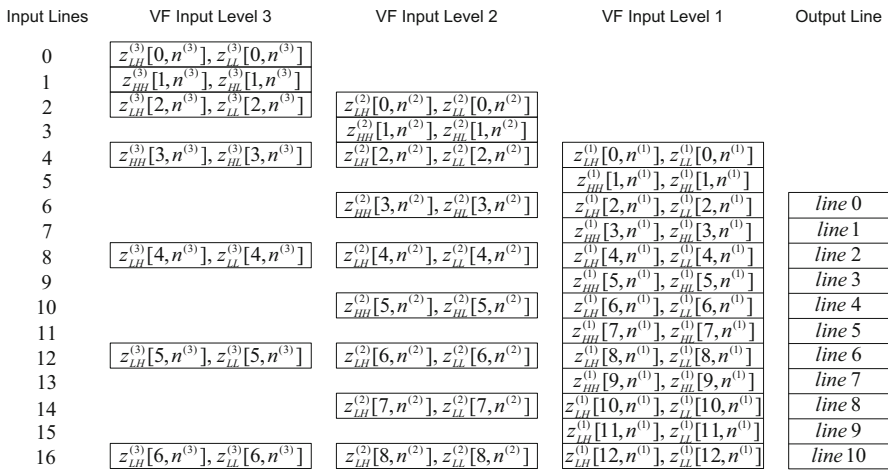 Input Lines VF Input Level 3 VF Input Level 2 VF Input Level 1 Output Line
0 z_{LH}^{(3)}[0,n^{(3)}], z_{LL}^{(3)}[0,n^{(3)}]
1 z_{HH}^{(3)}[1,n^{(3)}], z_{HL}^{(3)}[1,n^{(3)}]
2 z_{LH}^{(3)}[2,n^{(3)}], z_{LL}^{(3)}[2,n^{(3)}] z_{LH}^{(2)}[0,n^{(2)}], z_{LL}^{(2)}[0,n^{(2)}]
3 z_{HH}^{(2)}[1,n^{(2)}], z_{HL}^{(2)}[1,n^{(2)}]
4 z_{HH}^{(3)}[3,n^{(3)}], z_{HL}^{(3)}[3,n^{(3)}] z_{LH}^{(2)}[2,n^{(2)}], z_{LL}^{(2)}[2,n^{(2)}] z_{LH}^{(1)}[0,n^{(1)}], z_{LL}^{(1)}[0,n^{(1)}]
5 z_{HH}^{(1)}[1,n^{(1)}], z_{HL}^{(1)}[1,n^{(1)}]
6 z_{HH}^{(2)}[3,n^{(2)}], z_{HL}^{(2)}[3,n^{(2)}] z_{LH}^{(1)}[2,n^{(1)}], z_{LL}^{(1)}[2,n^{(1)}] line 0
7 z_{HH}^{(1)}[3,n^{(1)}], z_{HL}^{(1)}[3,n^{(1)}] line 1
8 z_{LH}^{(3)}[4,n^{(3)}], z_{LL}^{(3)}[4,n^{(3)}] z_{LH}^{(2)}[4,n^{(2)}], z_{LL}^{(2)}[4,n^{(2)}] z_{LH}^{(1)}[4,n^{(1)}], z_{LL}^{(1)}[4,n^{(1)}] line 2
9 z_{HH}^{(1)}[5,n^{(1)}], z_{HL}^{(1)}[5,n^{(1)}] line 3
10 z_{HH}^{(2)}[5,n^{(2)}], z_{HL}^{(2)}[5,n^{(2)}] z_{LH}^{(1)}[6,n^{(1)}], z_{LL}^{(1)}[6,n^{(1)}] line 4
11 z_{HH}^{(1)}[7,n^{(1)}], z_{HL}^{(1)}[7,n^{(1)}] line 5
12 z_{LH}^{(3)}[5,n^{(3)}], z_{LL}^{(3)}[5,n^{(3)}] z_{LH}^{(2)}[6,n^{(2)}], z_{LL}^{(2)}[6,n^{(2)}] z_{LH}^{(1)}[8,n^{(1)}], z_{LL}^{(1)}[8,n^{(1)}] line 6
13 z_{HH}^{(1)}[9,n^{(1)}], z_{HL}^{(1)}[9,n^{(1)}] line 7
14 z_{LH}^{(2)}[7,n^{(2)}], z_{LL}^{(2)}[7,n^{(2)}] z_{LH}^{(1)}[10,n^{(1)}], z_{LL}^{(1)}[10,n^{(1)}] line 8
15 z_{LH}^{(1)}[11,n^{(1)}], z_{LL}^{(1)}[11,n^{(1)}] line 9
16 z_{LH}^{(3)}[6,n^{(3)}], z_{LL}^{(3)}[6,n^{(3)}] z_{LH}^{(2)}[8,n^{(2)}], z_{LL}^{(2)}[8,n^{(2)}] z_{LH}^{(1)}[12,n^{(1)}], z_{LL}^{(1)}[12,n^{(1)}] line 10